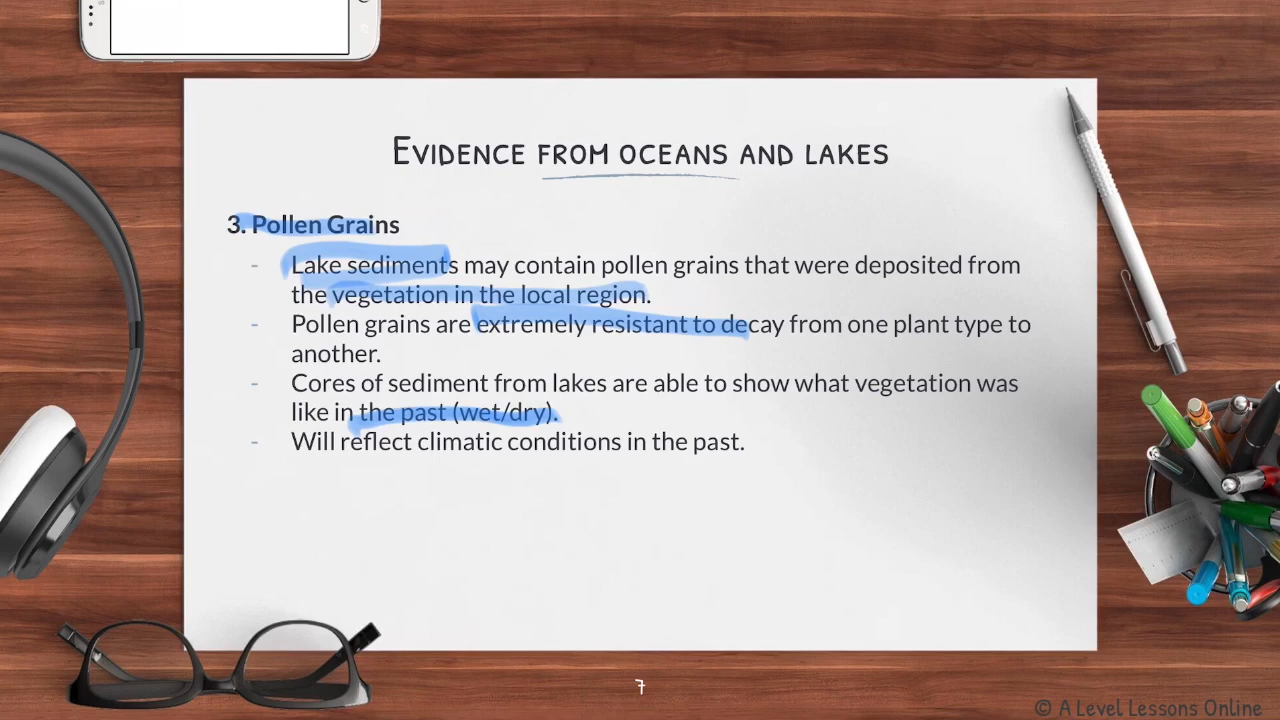 Evidence from oceans and lakes
3. Pollen Grains
- Lake sediments may contain pollen grains that were deposited from
the vegetation in the local region.
- Pollen grains are extremely resistant to decay from one plant type to
another.
- Cores of sediment from lakes are able to show what vegetation was
like in the past (wet/dry).
- Will reflect climatic conditions in the past.
7
© A Level Lessons Online